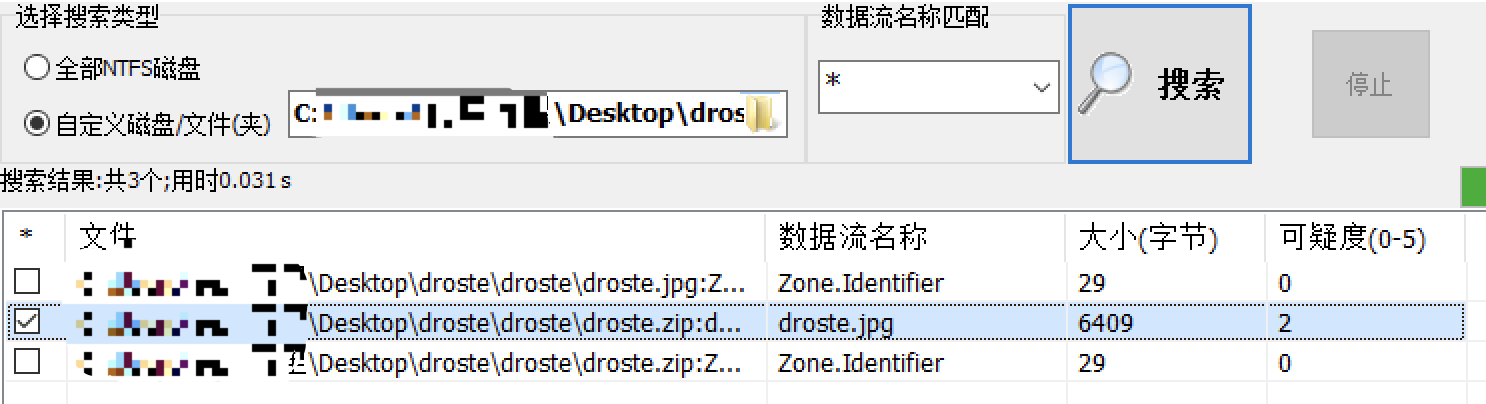 选择搜索类型
数据流名称匹配
全部NTFS磁盘
*
搜索
停止
自定义磁盘/文件(夹)
C:
\Desktop\dros
搜索结果:共3个;用时0.031 s
* 文件 数据流名称 大小(字节) 可疑度(0-5)
\Desktop\droste\droste\droste.jpg:Z... Zone.Identifier 29 0
\Desktop\droste\droste\droste.zip:d... droste.jpg 6409 2
\Desktop\droste\droste\droste.zip:Z... Zone.Identifier 29 0